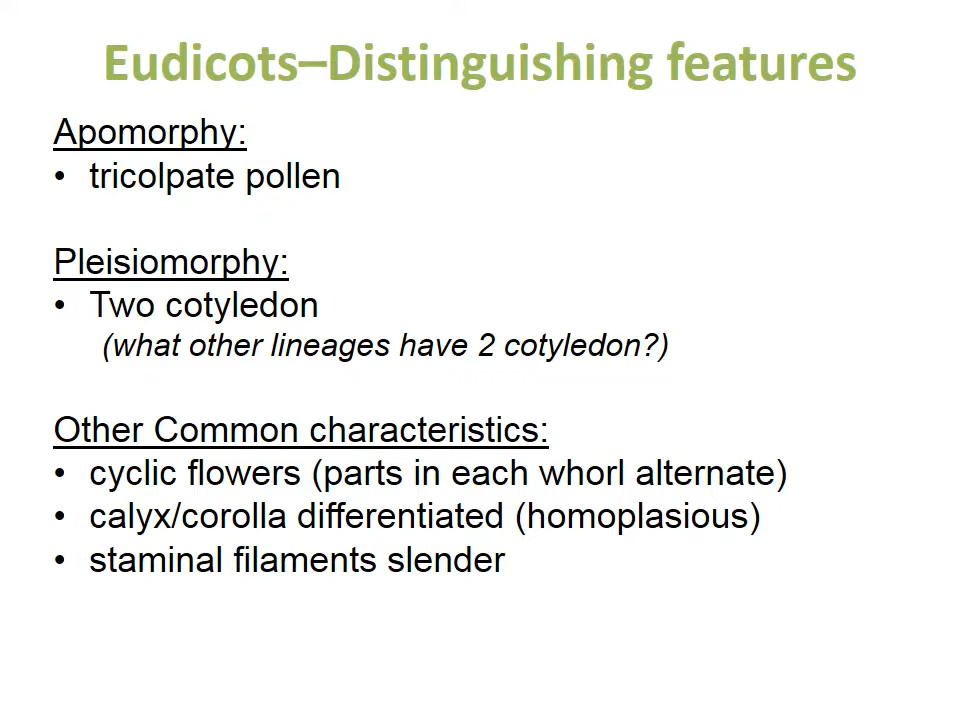 Eudicots–Distinguishing features
Apomorphy:
• tricolpate pollen
Pleisiomorphy:
• Two cotyledon
(what other lineages have 2 cotyledon?)
Other Common characteristics:
• cyclic flowers (parts in each whorl alternate)
• calyx/corolla differentiated (homoplasious)
• staminal filaments slender